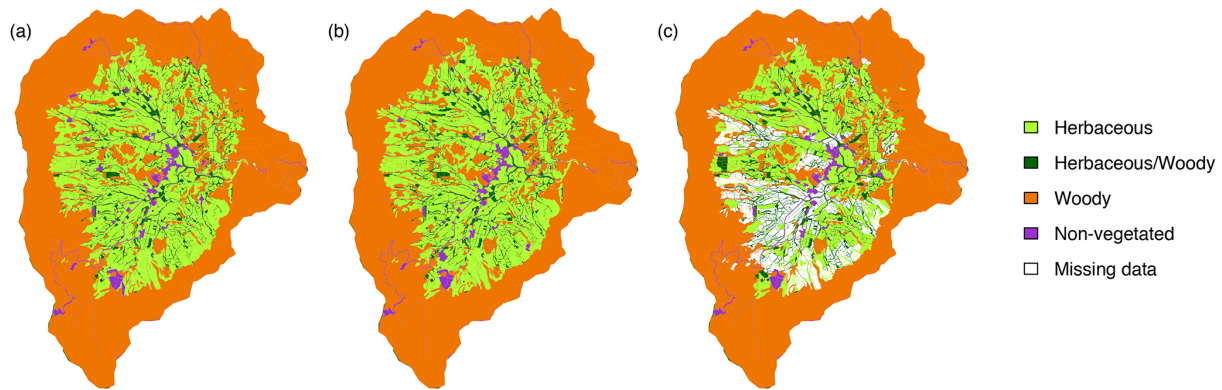 (a)
(b)
(c)
Herbaceous
Herbaceous/Woody
Woody
Non-vegetated
Missing data